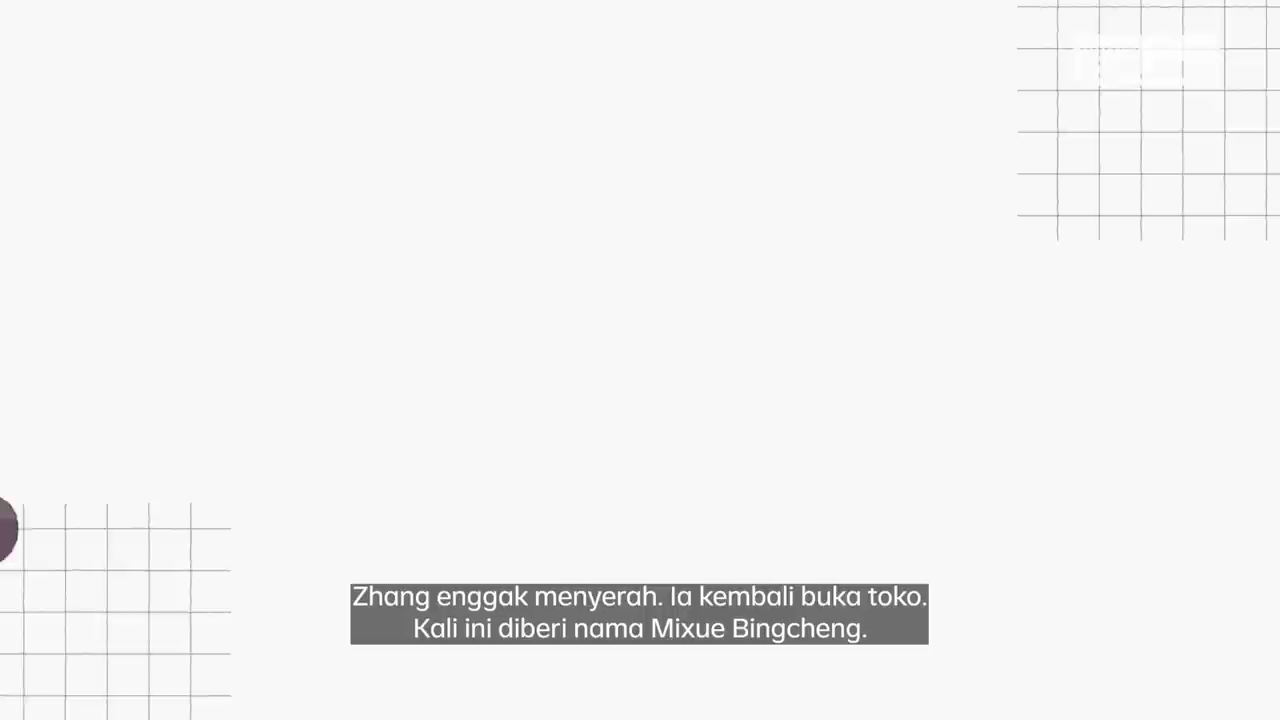 Zhang enggak menyerah. Ia kembali buka toko.
Kali ini diberi nama Mixue Bingcheng.